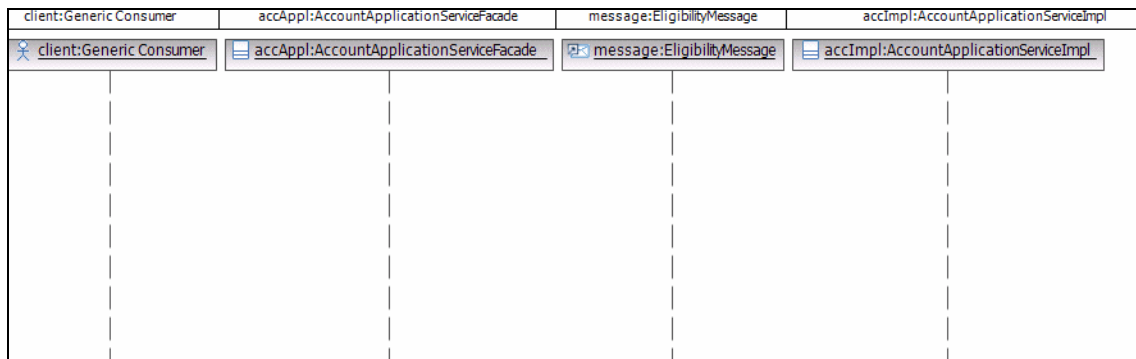 client:Generic Consumer accAppl:AccountApplicationServiceFacade message:EligibilityMessage accImpl:AccountApplicationServiceImpl
client:Generic Consumer accAppl:AccountApplicationServiceFacade message:EligibilityMessage accImpl:AccountApplicationServiceImpl